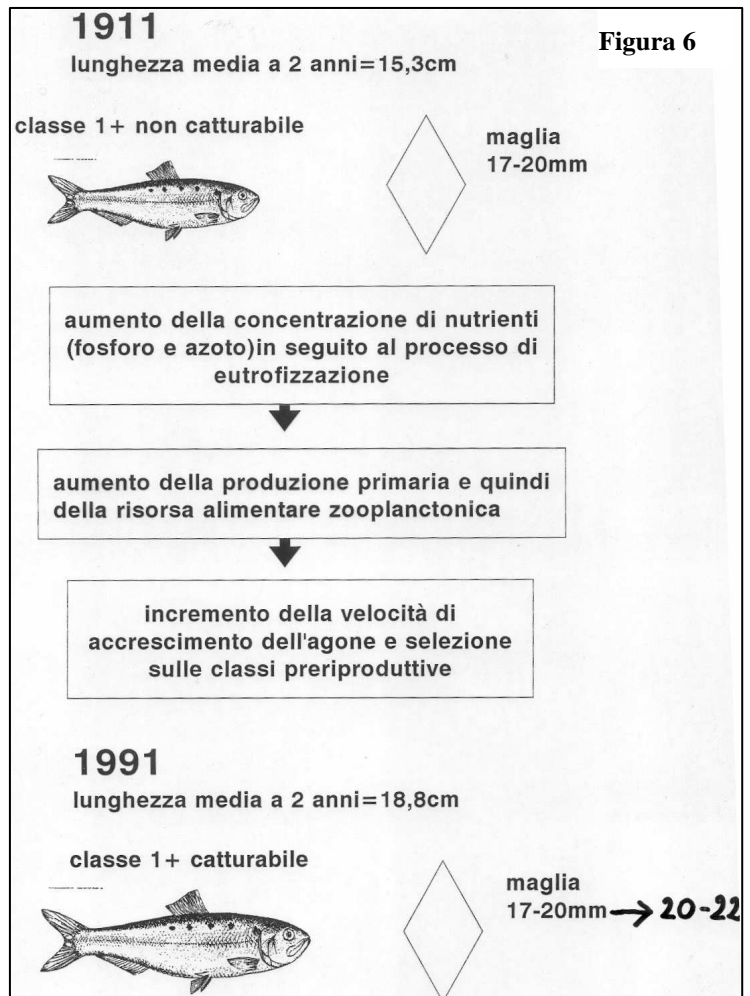 1911
Figura 6
lunghezza media a 2 anni=15,3cm
classe 1+ non catturabile
maglia
17-20mm
aumento della concentrazione di nutrienti
(fosforo e azoto)in seguito al processo di
eutrofizzazione
aumento della produzione primaria e quindi
della risorsa alimentare zooplanctonica
incremento della velocità di
accrescimento dell'agone e selezione
sulle classi preriproduttive
1991
lunghezza media a 2 anni=18,8cm
classe 1+ catturabile
maglia
17-20mm→20-22